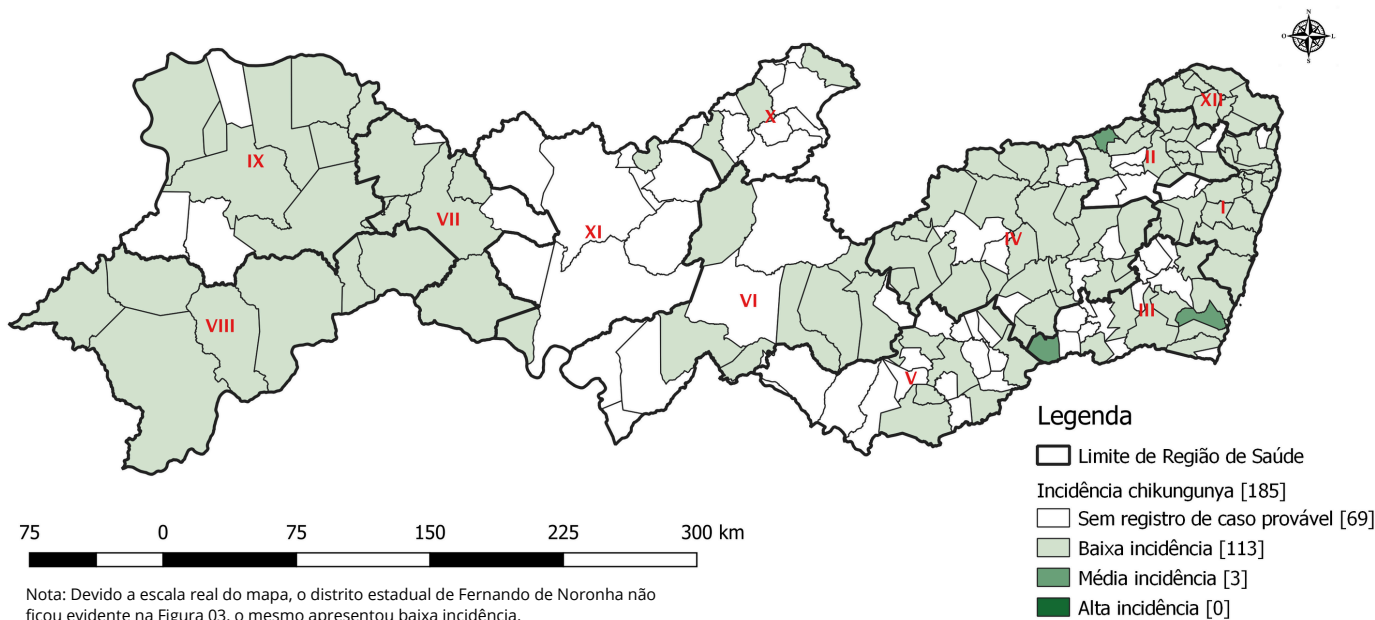 N
O
L
S
XII
X
II
IX
I
VII
XI
IV
VI
III
VIII
V
Legenda
Limite de Região de Saúde
Incidência chikungunya [185]
Sem registro de caso provável [69]
Baixa incidência [113]
Média incidência [3]
Alta incidência [0]
75 0 75 150 225 300 km
Nota: Devido a escala real do mapa, o distrito estadual de Fernando de Noronha não
ficou evidente na Figura 03, o mesmo apresentou baixa incidência.